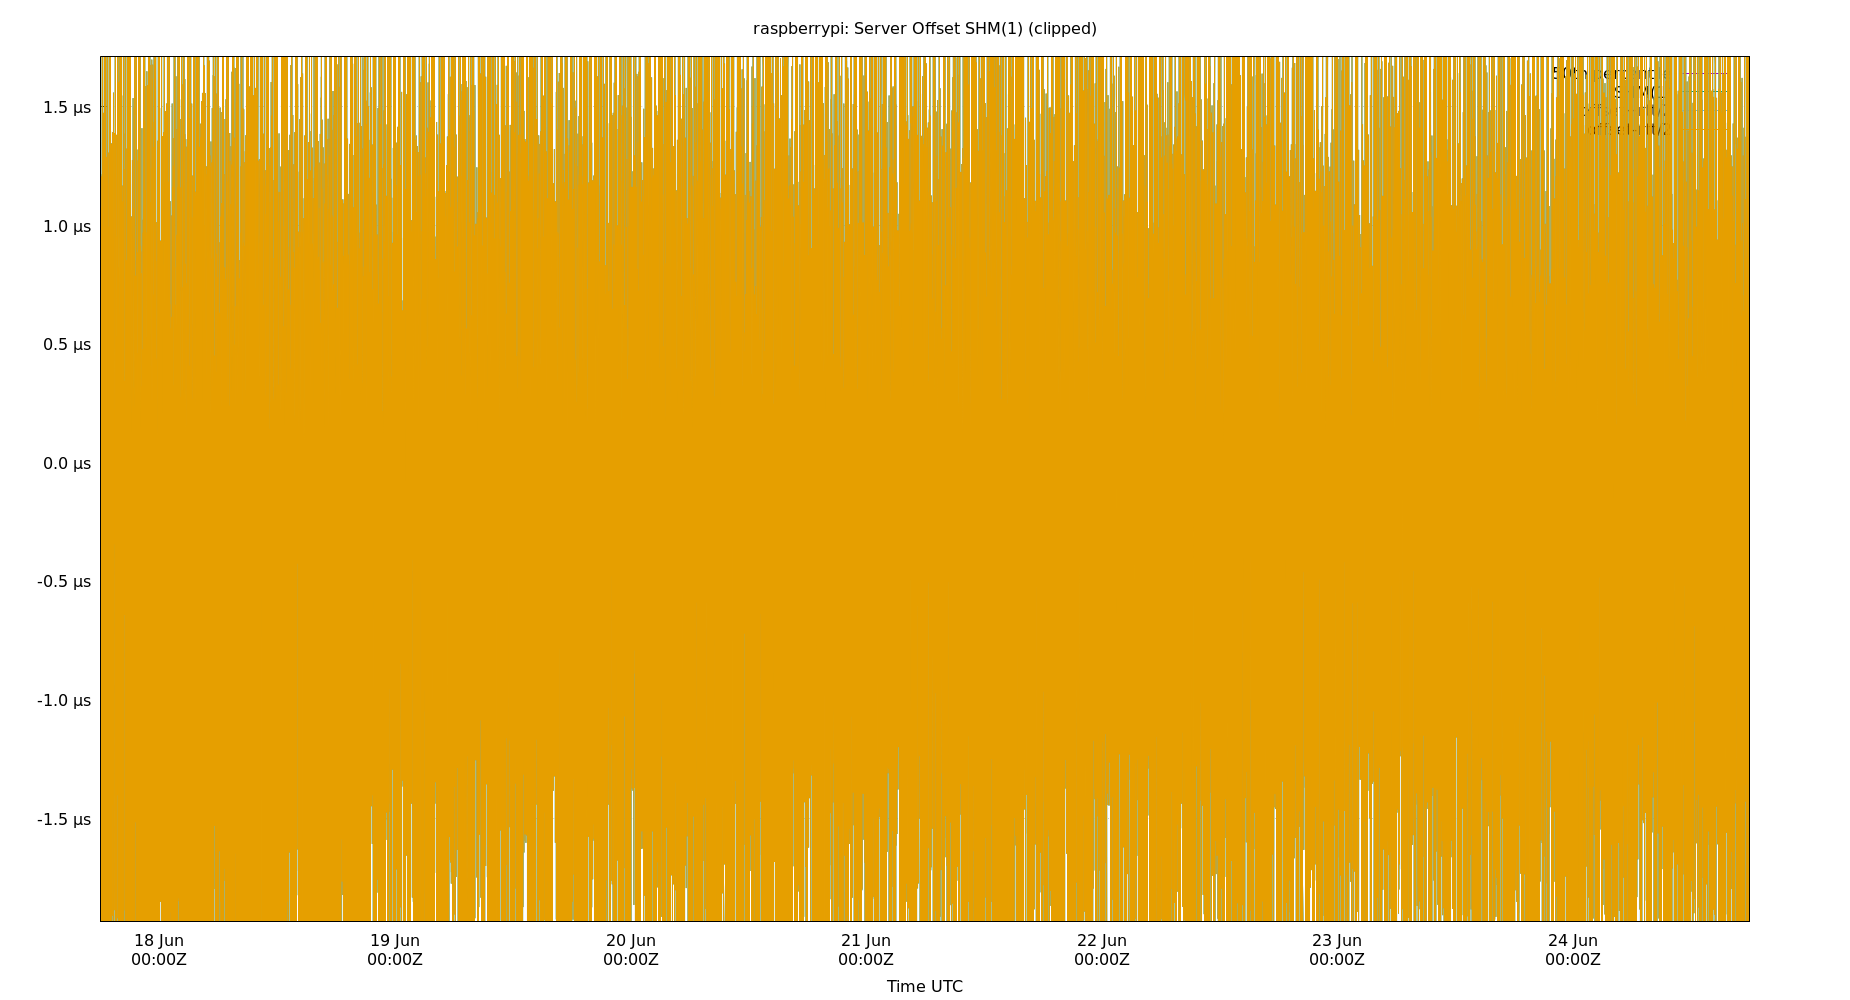 raspberrypi: Server Offset SHM(1) (clipped)
1.5 µs
1.0 µs
0.5 µs
0.0 µs
-0.5 µs
-1.0 µs
-1.5 µs
18 Jun 19 Jun 20 Jun 21 Jun 22 Jun 23 Jun 24 Jun
00:00Z 00:00Z 00:00Z 00:00Z 00:00Z 00:00Z 00:00Z
Time UTC